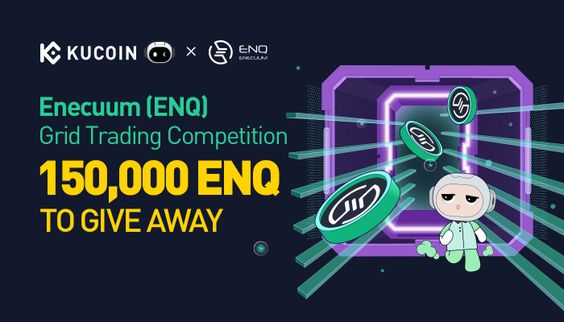 KUCOIN × ENQ
ENECUUM
Enecuum (ENQ)
Grid Trading Competition
150,000 ENQ
TO GIVE AWAY